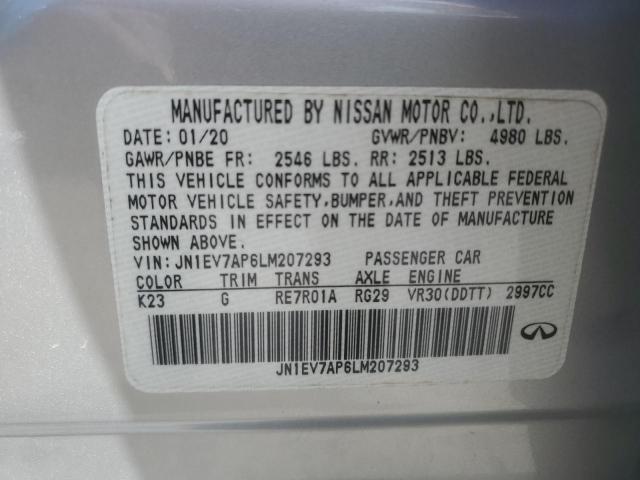 MANUFACTURED BY NISSAN MOTOR CO.,LTD.
DATE: 01/20 GVWR/PNBV: 4980 LBS.
GAWR/PNBE FR: 2546 LBS. RR: 2513 LBS.
THIS VEHICLE CONFORMS TO ALL APPLICABLE FEDERAL
MOTOR VEHICLE SAFETY,BUMPER,AND THEFT PREVENTION
STANDARDS IN EFFECT ON THE DATE OF MANUFACTURE
SHOWN ABOVE.
VIN: JN1EV7AP6LM207293 PASSENGER CAR
COLOR TRIM TRANS AXLE ENGINE
K23 G RE7R01A RG29 VR30(DDTT) 2997CC
JN1EV7AP6LM207293